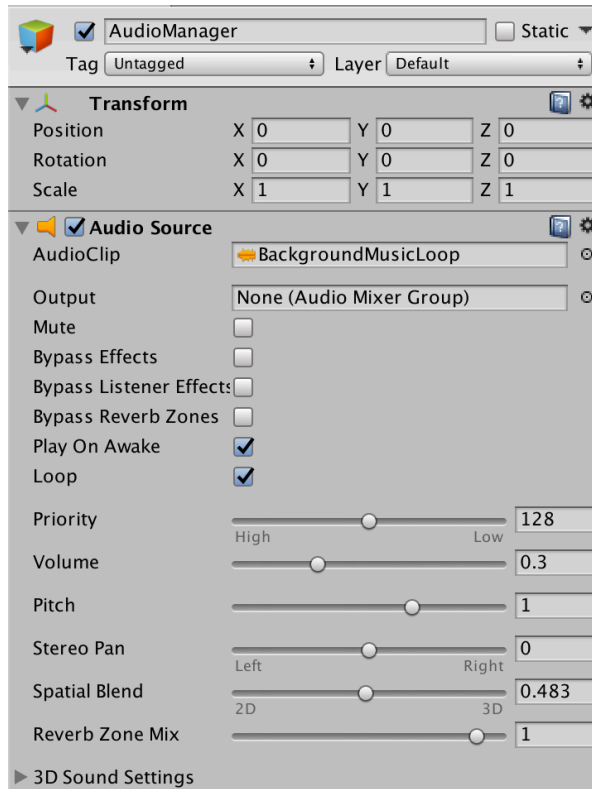 AudioManager Static
Tag Untagged Layer Default
Transform
Position X 0 Y 0 Z 0
Rotation X 0 Y 0 Z 0
Scale X 1 Y 1 Z 1
Audio Source
AudioClip BackgroundMusicLoop
Output None (Audio Mixer Group)
Mute
Bypass Effects
Bypass Listener Effects
Bypass Reverb Zones
Play On Awake
Loop
Priority 128
High Low
Volume 0.3
Pitch 1
Stereo Pan 0
Left Right
Spatial Blend 0.483
2D 3D
Reverb Zone Mix 1
3D Sound Settings